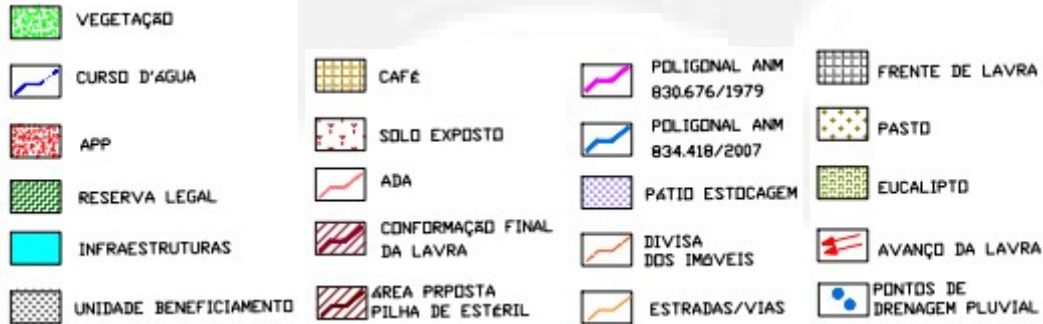 VEGETAÇÃO
CURSO D'ÁGUA
APP
RESERVA LEGAL
INFRAESTRUTURAS
UNIDADE BENEFICIAMENTO
CAFÉ
SOLO EXPOSTO
ADA
CONFORMAÇÃO FINAL
DA LAVRA
ÁREA PRPOSTA
PILHA DE ESTÉRIL
POLIGONAL ANM
830.676/1979
POLIGONAL ANM
834.418/2007
PÁTIO ESTOCAGEM
DIVISA
DOS IMÓVEIS
ESTRADAS/VIAS
FRENTE DE LAVRA
PASTO
EUCALIPTO
AVANÇO DA LAVRA
PONTOS DE
DRENAGEM PLUVIAL